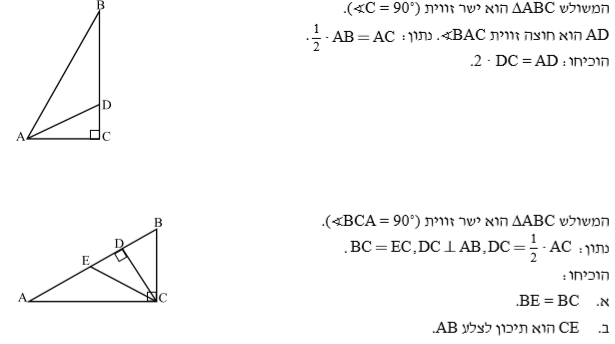 המשולש ΔABC הוא ישר זווית (∢C = 90°).
AD הוא חוצה זווית ∢BAC. נתון: 1/2 · AB = AC.
הוכיחו: 2 · DC = AD.
B
D
A
C
המשולש ΔABC הוא ישר זווית (∢BCA = 90°).
נתון: BC = EC, DC ⊥ AB, DC = 1/2 · AC.
הוכיחו:
א. BE = BC.
ב. CE הוא תיכון לצלע AB.
B
D
E
A
C